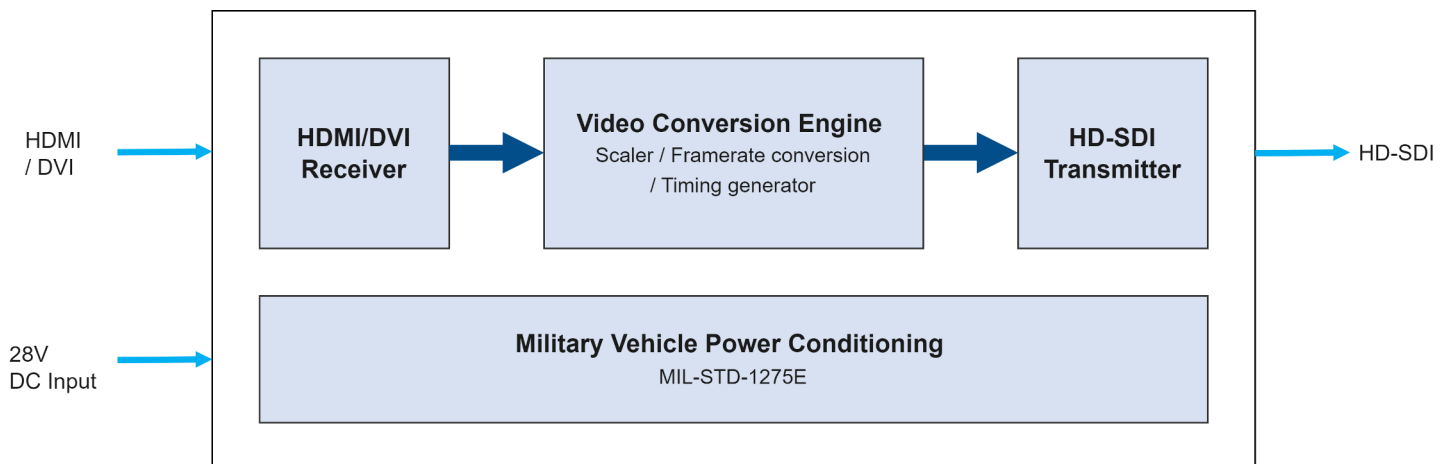 HDMI
/ DVI
HDMI/DVI
Receiver
Video Conversion Engine
Scaler / Framerate conversion
/ Timing generator
HD-SDI
Transmitter
HD-SDI
28V
DC Input
Military Vehicle Power Conditioning
MIL-STD-1275E